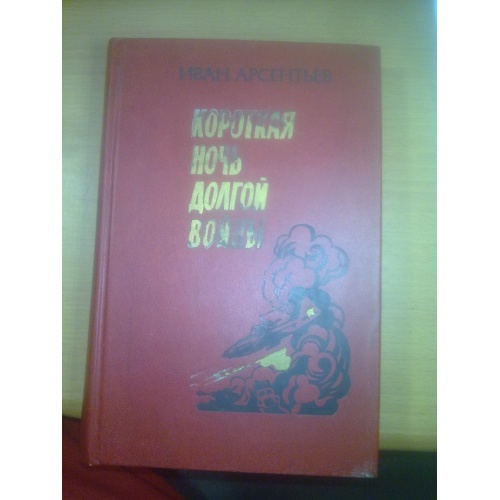 ИВАН АРСЕНТЬЕВ
КОРОТКАЯ
НОЧЬ
ДОЛГОЙ
ВОЙНЫ